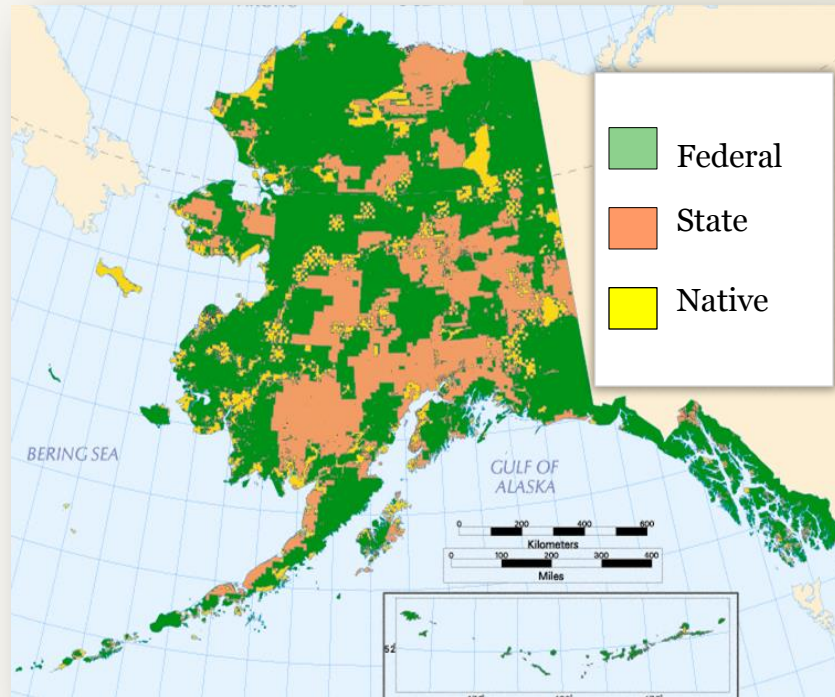 Federal
State
Native
BERING SEA
GULF OF
ALASKA
0 200 400 600
Kilometers
0 100 200 300 600
Miles
52